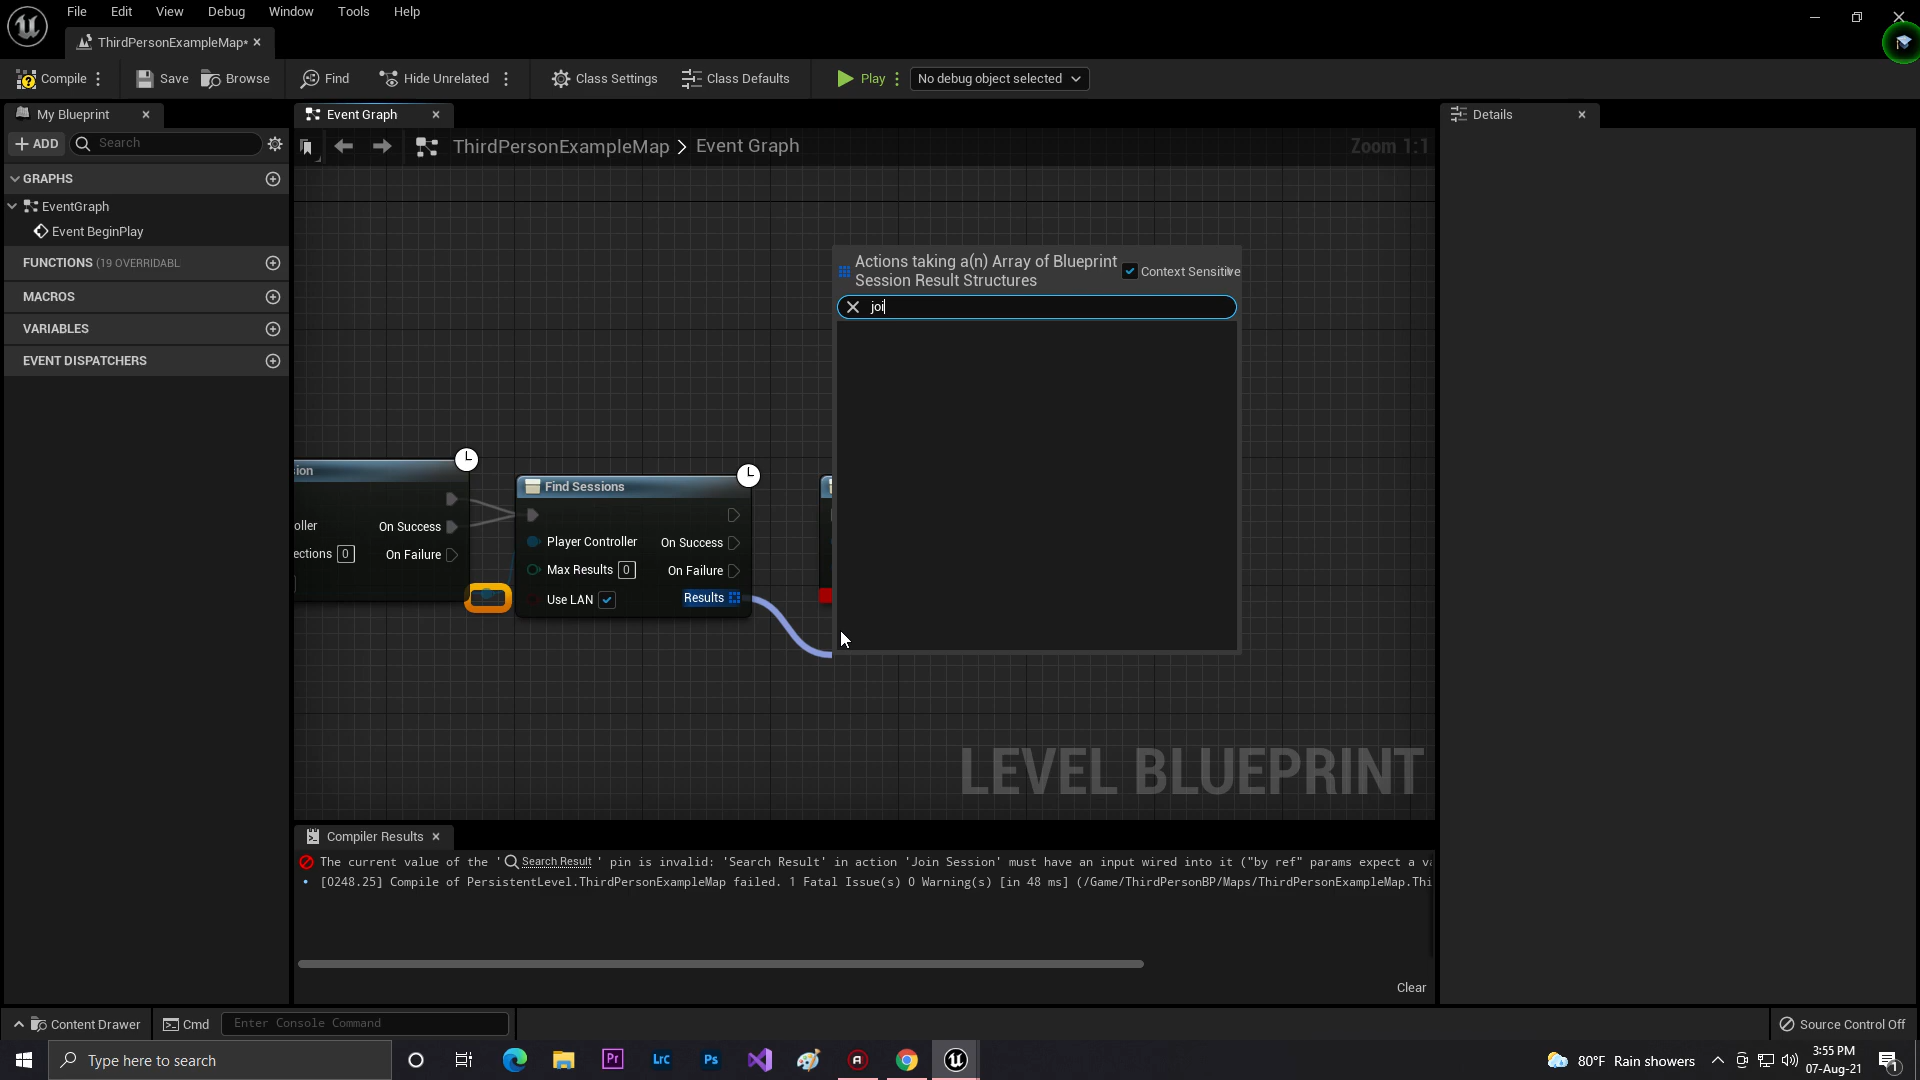 File Edit View Debug Window Tools Help
ThirdPersonExampleMap*
Compile Save Browse Find Hide Unrelated Class Settings Class Defaults Play No debug object selected
My Blueprint Event Graph Details
ADD Search
ThirdPersonExampleMap > Event Graph Zoom 1:1
GRAPHS
EventGraph
Event BeginPlay
FUNCTIONS (19 OVERRIDABL
MACROS
VARIABLES
EVENT DISPATCHERS
Actions taking a(n) Array of Blueprint
Session Result Structures
Context Sensitive
joi
ion
oller On Success
ections 0 On Failure
Find Sessions
Player Controller On Success
Max Results 0 On Failure
Use LAN Results
LEVEL BLUEPRINT
Compiler Results
The current value of the ' Search Result ' pin is invalid: 'Search Result' in action 'Join Session' must have an input wired into it ("by ref" params expect a va
[0248.25] Compile of PersistentLevel.ThirdPersonExampleMap failed. 1 Fatal Issue(s) 0 Warning(s) [in 48 ms] (/Game/ThirdPersonBP/Maps/ThirdPersonExampleMap.Thi
Clear
Content Drawer Cmd Enter Console Command Source Control Off
Type here to search Pr Lrc Ps 80°F Rain showers 3:55 PM
07-Aug-21
1